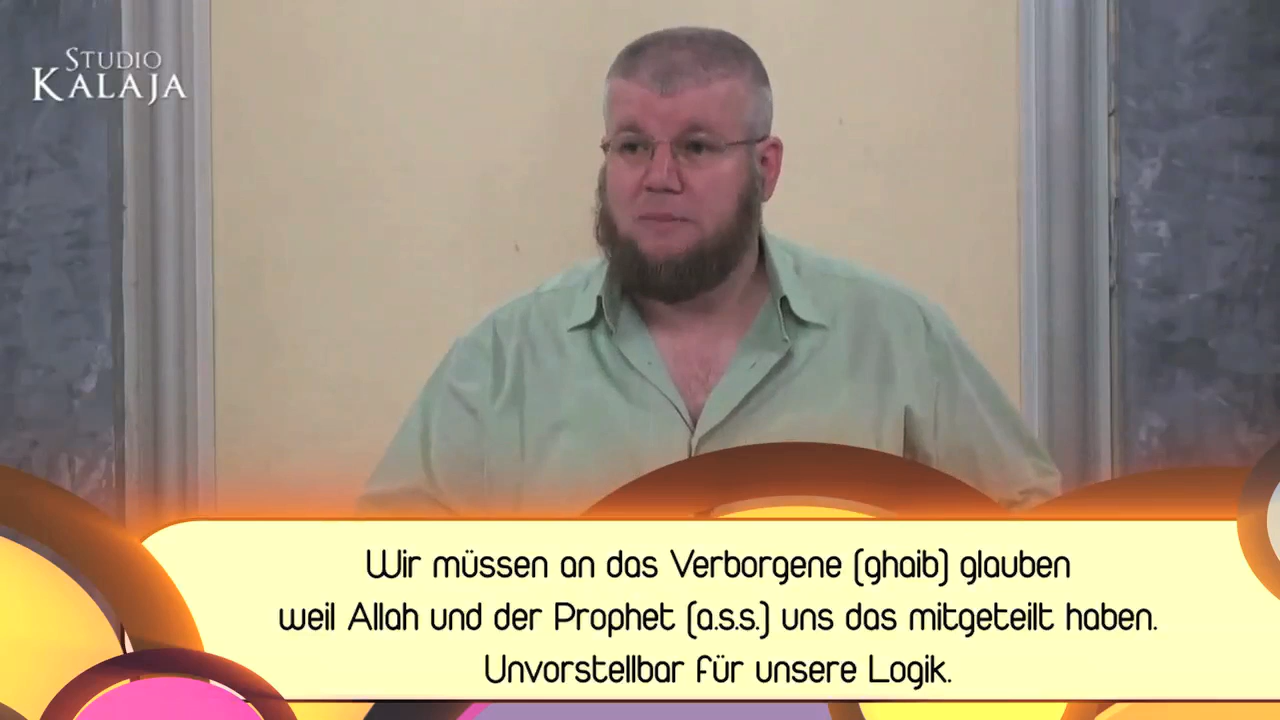 STUDIO
KALAJA
Wir müssen an das Verborgene (ghaib) glauben
weil Allah und der Prophet (a.s.s.) uns das mitgeteilt haben.
Unvorstellbar für unsere Logik.